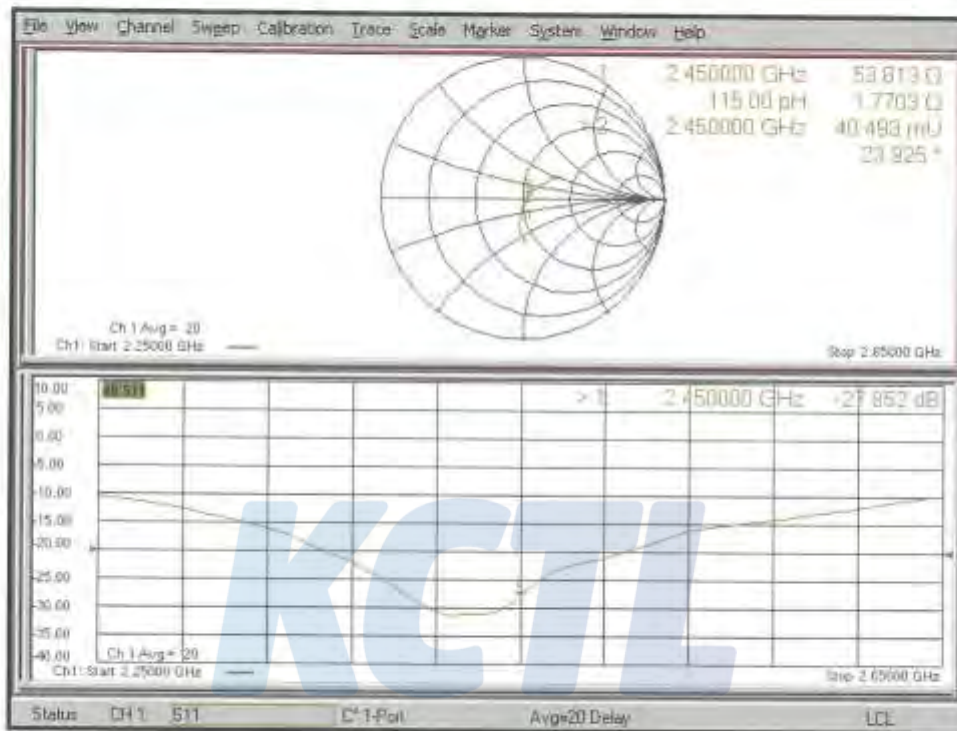 File View Channel Sweep Calibration Trace Scale Marker System Window Help
1 2.450000 GHz 53.813 Ω
115.00 pH 1.7703 Ω
> 2 2.450000 GHz 40.493 mU
23.925 °
Ch 1 Avg = 20
Ch1: Start 2.25000 GHz
Stop 2.65000 GHz
10.00
> 1: 2.450000 GHz -27.852 dB
5.00
0.00
-5.00
-10.00
-15.00
-20.00
-25.00
-30.00
-35.00
-40.00
Ch 1 Avg = 20
Ch1: Start 2.25000 GHz
Stop 2.65000 GHz
KCTL
Status CH 1: S11 C* 1-Port Avg=20 Delay LCL